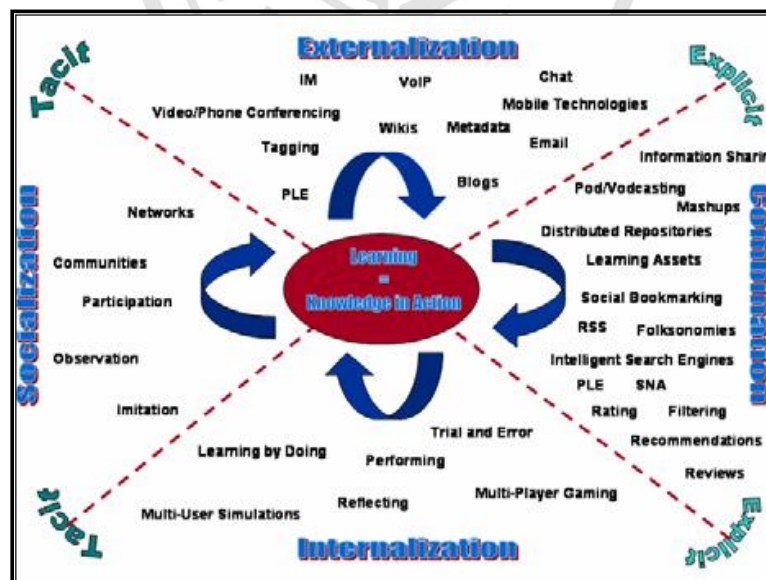 Externalization
Tacit
Explicit
IM
VoIP
Chat
Video/Phone Conferencing
Mobile Technologies
Wikis
Metadata
Tagging
Email
Information Sharin
PLE
Blogs
Pod/Vodcasting
Mashups
Networks
Distributed Repositories
Socialization
Communities
Learning
=
Knowledge in Action
Learning Assets
Combination
Participation
Social Bookmarking
RSS
Folksonomies
Observation
Intelligent Search Engines
PLE
SNA
Imitation
Rating
Filtering
Trial and Error
Recommendations
Learning by Doing
Performing
Reviews
Multi-Player Gaming
Reflecting
Multi-User Simulations
Tacit
Explicit
Internalization